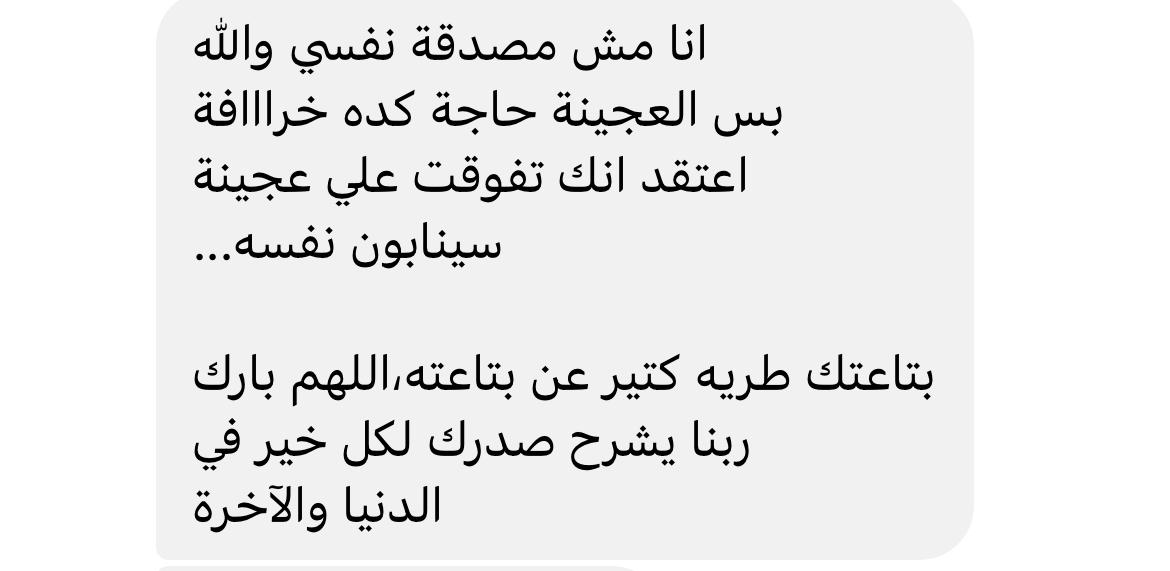 انا مش مصدقة نفسي والله
بس العجينة حاجة كده خرااافة
اعتقد انك تفوقت علي عجينة
سينابون نفسه...
بتاعتك طريه كتير عن بتاعته،اللهم بارك
ربنا يشرح صدرك لكل خير في
الدنيا والآخرة